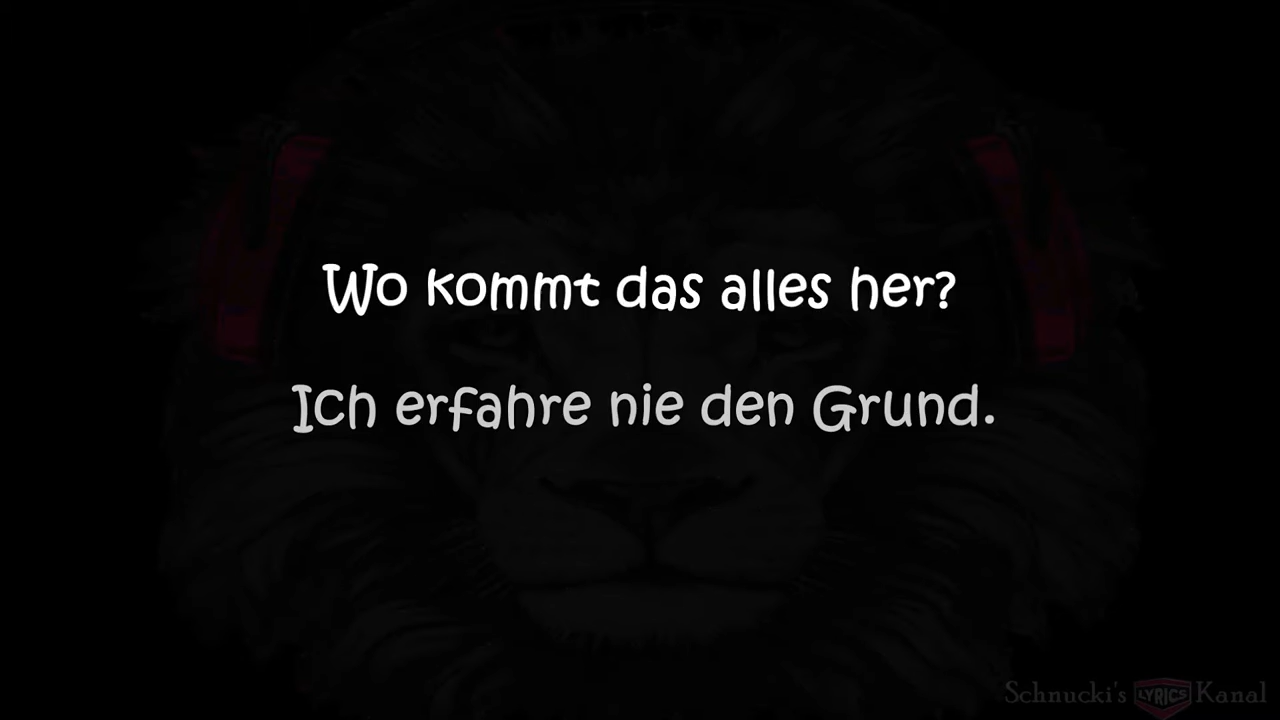 Wo kommt das alles her?
Ich erfahre nie den Grund.
Schnucki's LYRICS Kanal